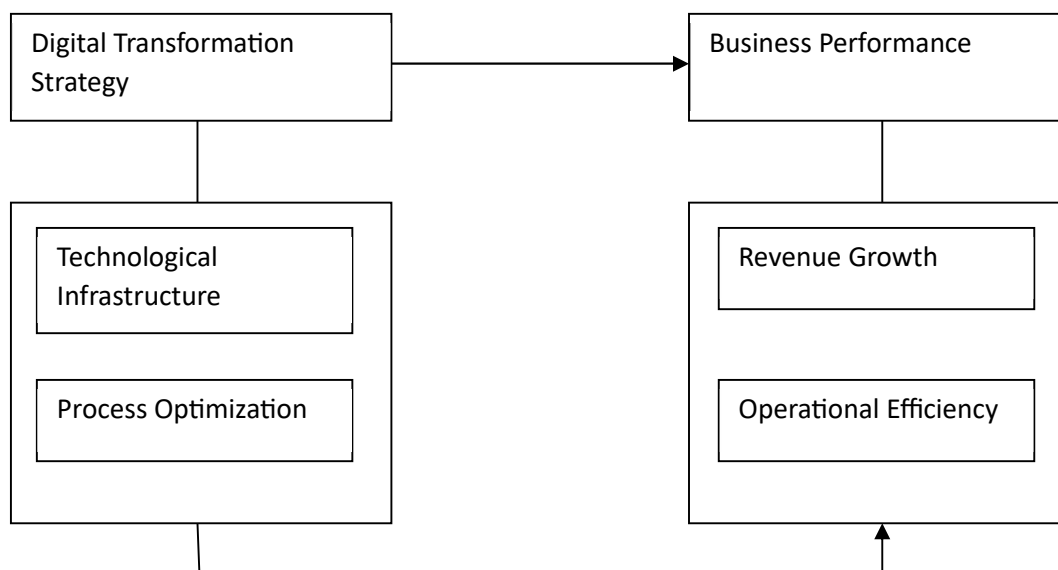 Digital Transformation
Strategy
Business Performance
Technological
Infrastructure
Process Optimization
Revenue Growth
Operational Efficiency